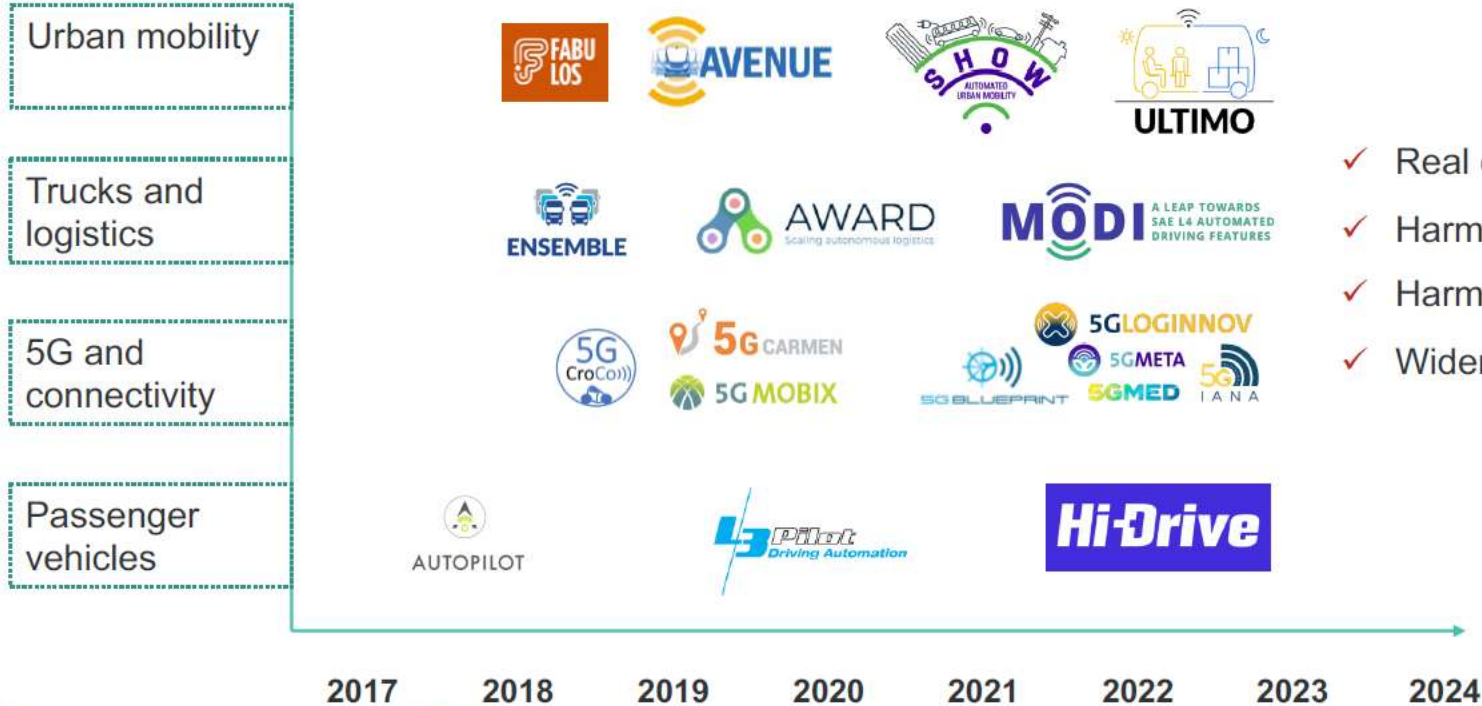 Urban mobility
FABU
LOS
AVENUE
SHOW
AUTOMATED
URBAN MOBILITY
ULTIMO
Trucks and
logistics
ENSEMBLE
AWARD
Scaling autonomous logistics
MODI
A LEAP TOWARDS
SAE L4 AUTOMATED
DRIVING FEATURES
✓ Real
✓ Harm
✓ Harm
✓ Wider
5G and
connectivity
5G
CroCo
5G CARMEN
5G MOBIX
5GLOGINNOV
5GMETA
5G BLUEPRINT
5GMED
5G
IANA
Passenger
vehicles
AUTOPILOT
L3 Pilot
Driving Automation
Hi-Drive
2017 2018 2019 2020 2021 2022 2023 2024